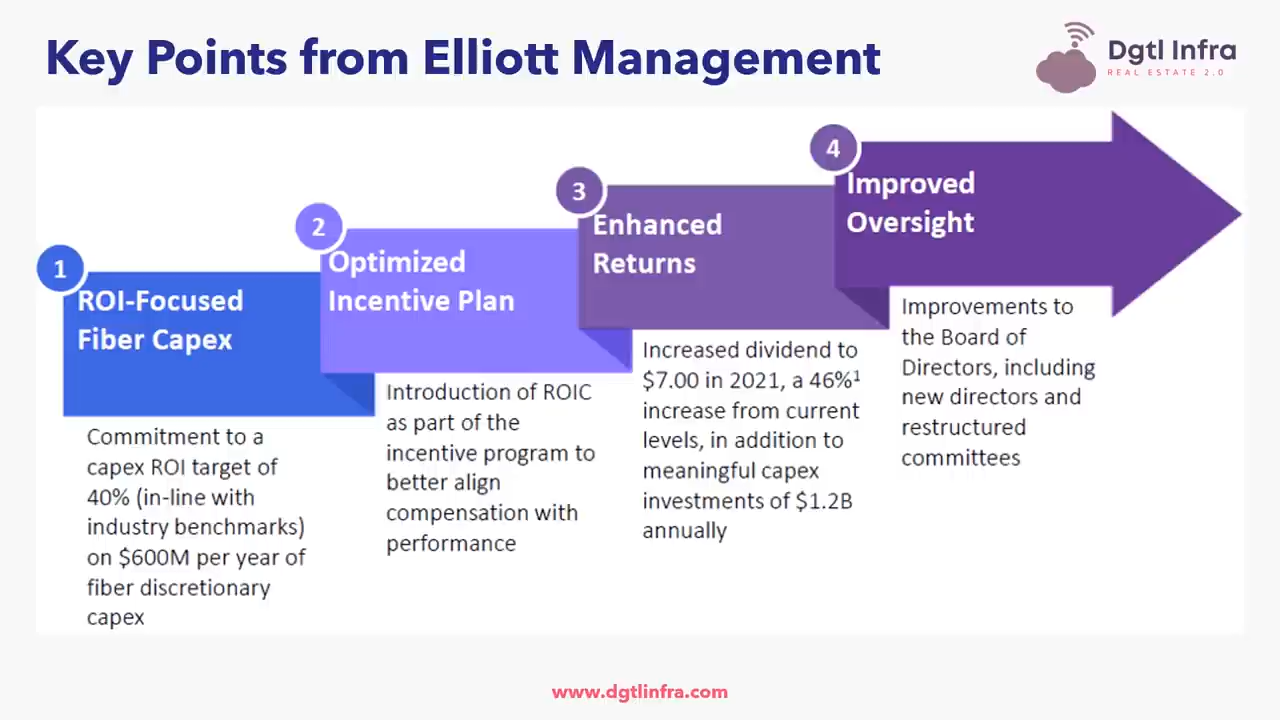 Key Points from Elliott Management
Dgtl Infra
REAL ESTATE 2.0
1
ROI-Focused
Fiber Capex
Commitment to a
capex ROI target of
40% (in-line with
industry benchmarks)
on $600M per year of
fiber discretionary
capex
2
Optimized
Incentive Plan
Introduction of ROIC
as part of the
incentive program to
better align
compensation with
performance
3
Enhanced
Returns
Increased dividend to
$7.00 in 2021, a 46%¹
increase from current
levels, in addition to
meaningful capex
investments of $1.2B
annually
4
Improved
Oversight
Improvements to
the Board of
Directors, including
new directors and
restructured
committees
www.dgtlinfra.com